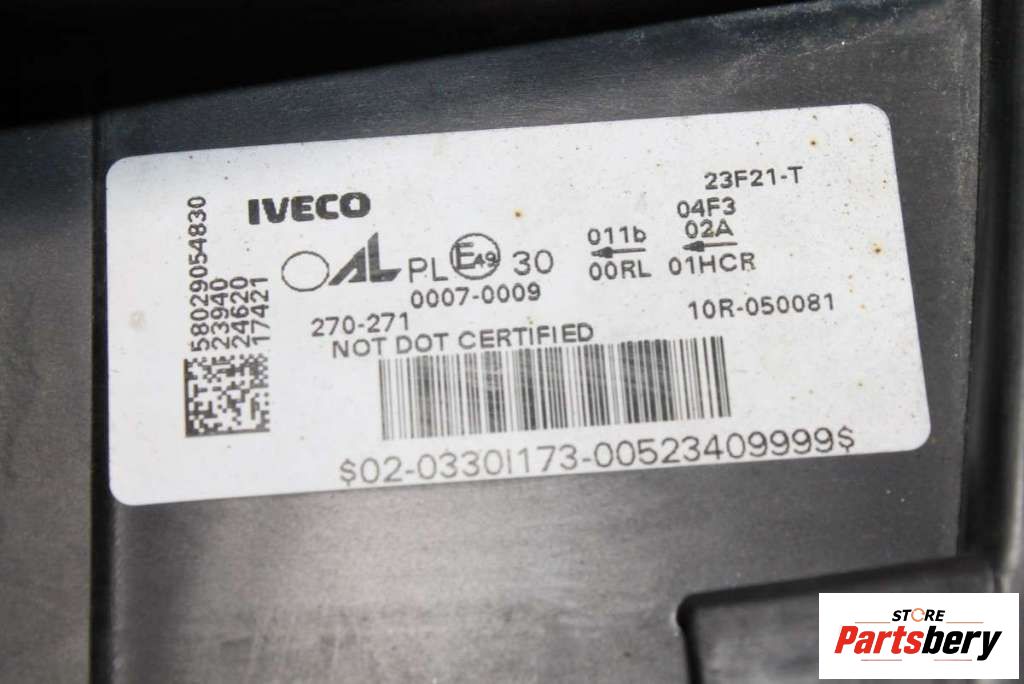 58029054830
23940
24620
17421
IVECO
AL PL E49 30
0007-0009
270-271
NOT DOT CERTIFIED
23F21-T
04F3
011b 02A
00RL 01HCR
10R-050081
$02-0330I173-00523409999$
STORE
Partsbery